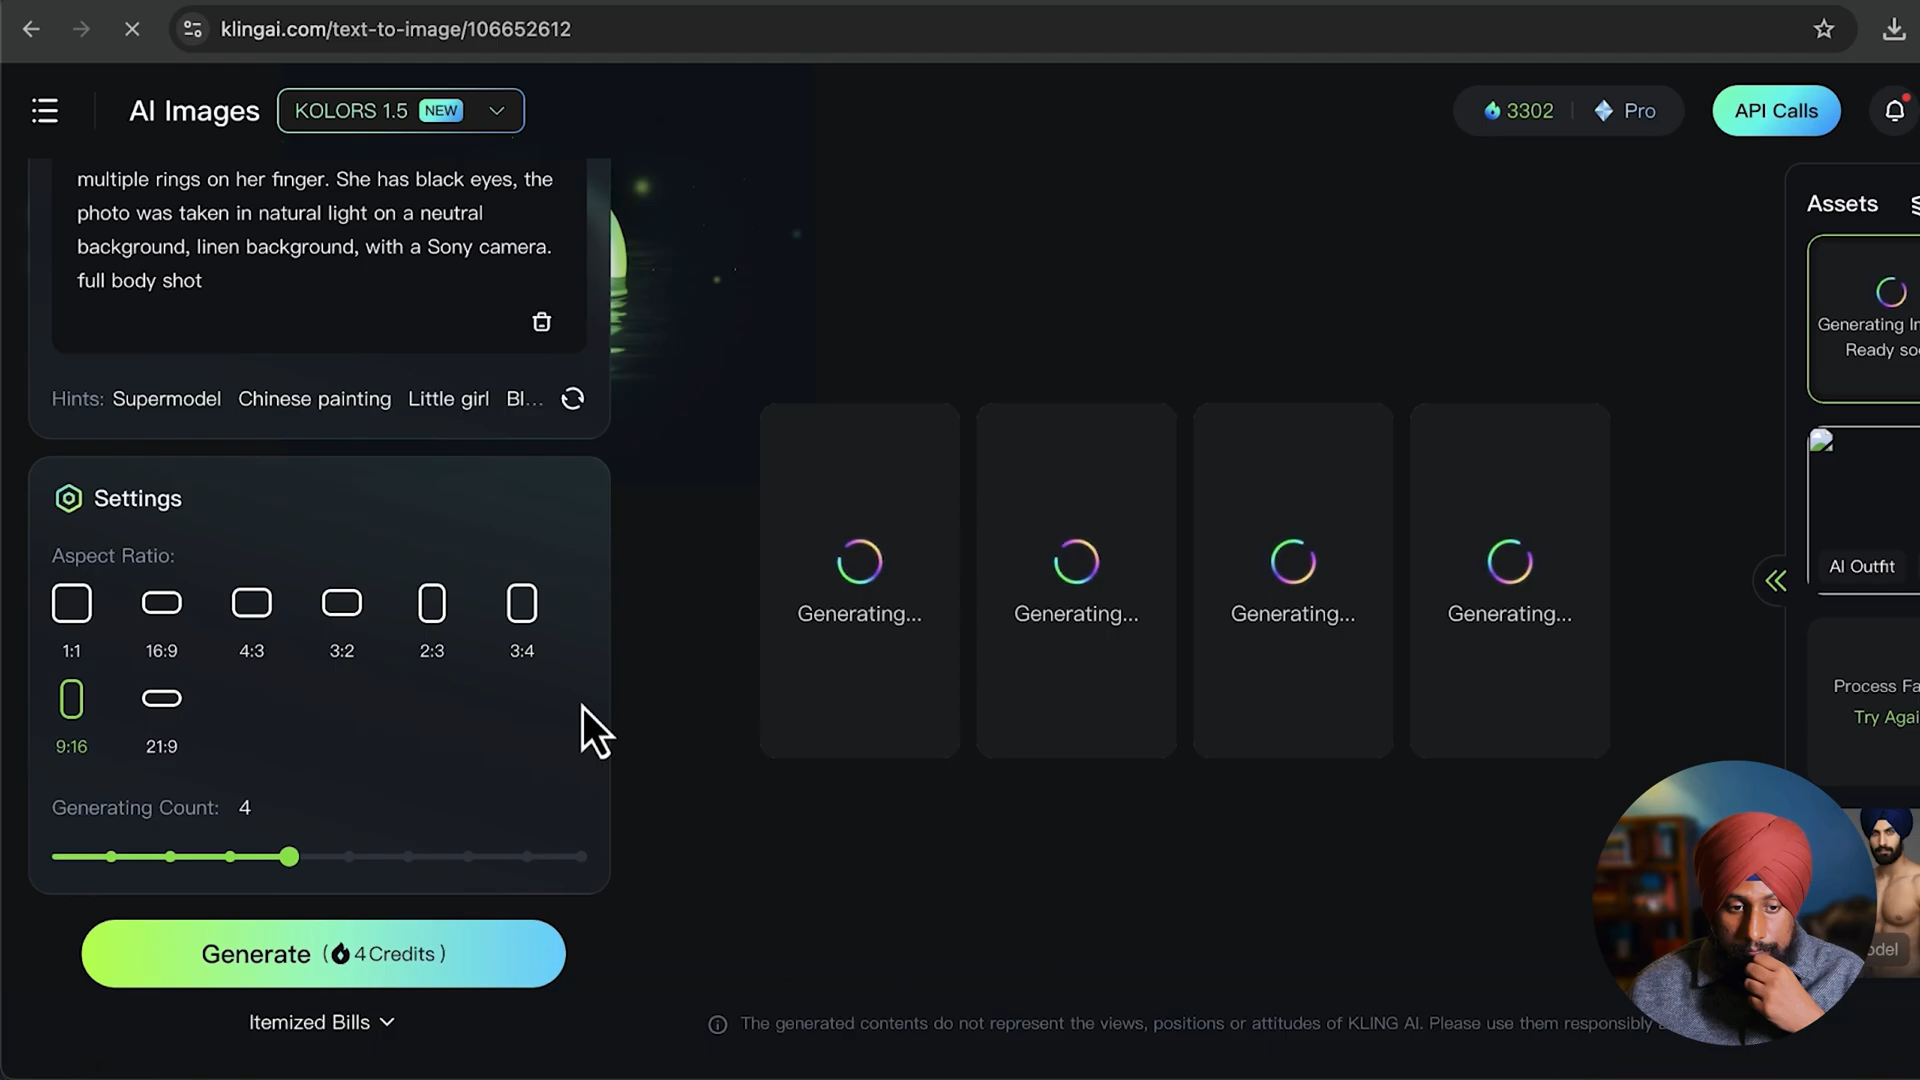 klingai.com/text-to-image/106652612
AI Images
KOLORS 1.5 NEW
3302
Pro
API Calls
multiple rings on her finger. She has black eyes, the
photo was taken in natural light on a neutral
background, linen background, with a Sony camera.
full body shot
Hints: Supermodel Chinese painting Little girl Bl...
Settings
Aspect Ratio:
1:1 16:9 4:3 3:2 2:3 3:4
9:16 21:9
Generating Count: 4
Generate ( 4 Credits )
Itemized Bills
Generating... Generating... Generating... Generating...
The generated contents do not represent the views, positions or attitudes of KLING AI. Please use them responsibly
Assets
Generating
Ready
AI Outfit
Process
Try